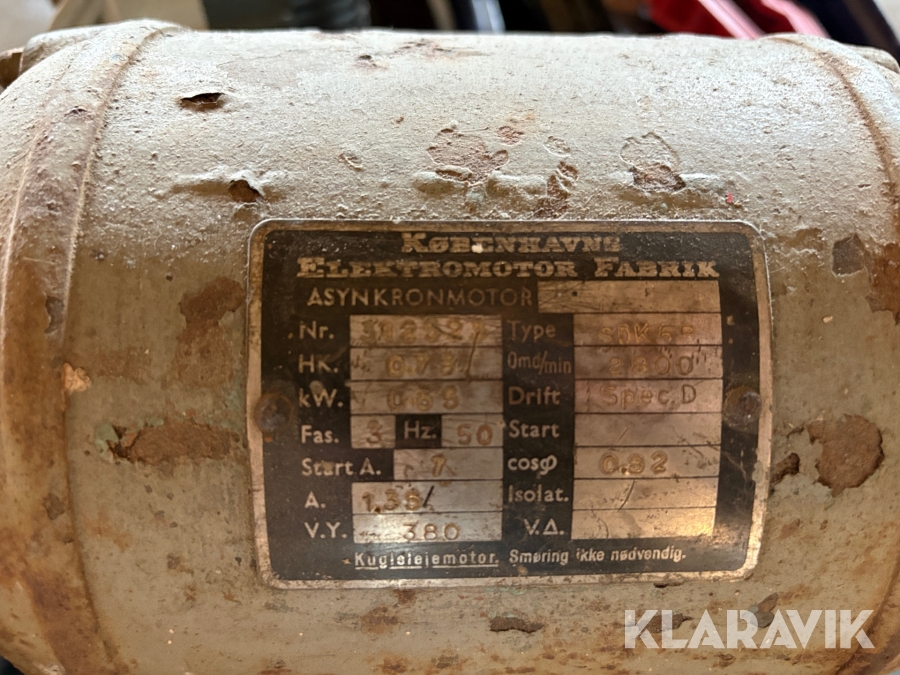 KØBENHAVNS
ELEKTROMOTOR FABRIK
ASYNKRONMOTOR
Nr. Type
HK. Omd/min
kW. Drift Spec. D
Fas. 3 Hz. 50 Start
Start A. 7 cosφ 0.82
A. Isolat.
V.Y. 380 V.Δ.
Kuglelejemotor. Smøring ikke nødvendig.
KLARAVIK